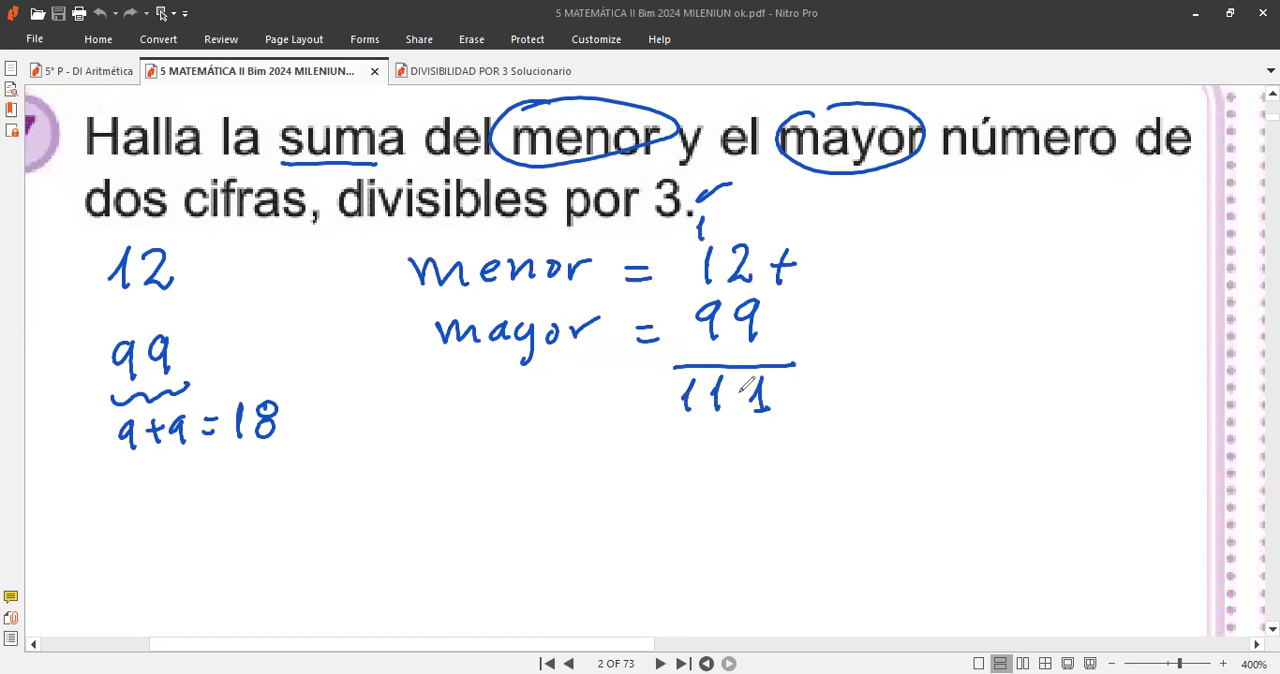 5 MATEMÁTICA II Bim 2024 MILENIUN ok.pdf - Nitro Pro
File Home Convert Review Page Layout Forms Share Erase Protect Customize Help
5° P - DI Aritmética
5 MATEMÁTICA II Bim 2024 MILENIUN...
DIVISIBILIDAD POR 3 Solucionario
Halla la suma del menor y el mayor número de
dos cifras, divisibles por 3.
1
12
menor = 12 +
99
mayor = 99
111
9+9=18
2 OF 73
400%